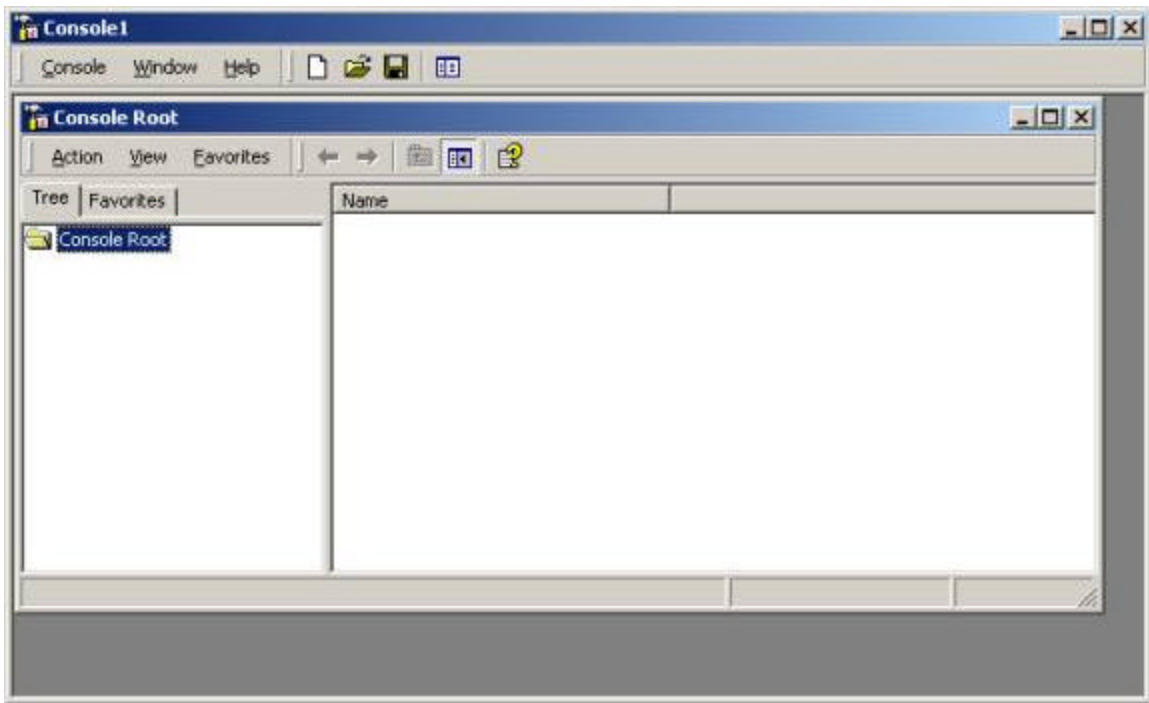 Console1
Console Window Help
Console Root
Action View Favorites
Tree Favorites
Name
Console Root